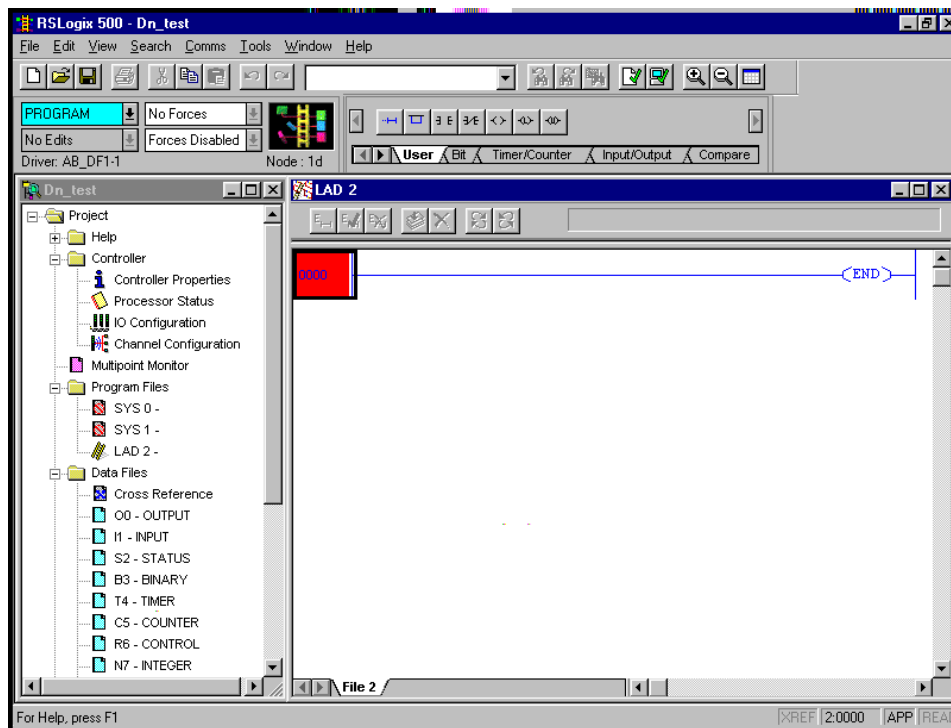 RSLogix 500 - Dn_test
File Edit View Search Comms Tools Window Help
PROGRAM No Forces
No Edits Forces Disabled
Driver: AB_DF1-1 Node : 1d
User Bit Timer/Counter Input/Output Compare
Dn_test
Project
Help
Controller
Controller Properties
Processor Status
IO Configuration
Channel Configuration
Multipoint Monitor
Program Files
SYS 0 -
SYS 1 -
LAD 2 -
Data Files
Cross Reference
O0 - OUTPUT
I1 - INPUT
S2 - STATUS
B3 - BINARY
T4 - TIMER
C5 - COUNTER
R6 - CONTROL
N7 - INTEGER
LAD 2
0000
END
File 2
For Help, press F1
XREF 2:0000 APP REA